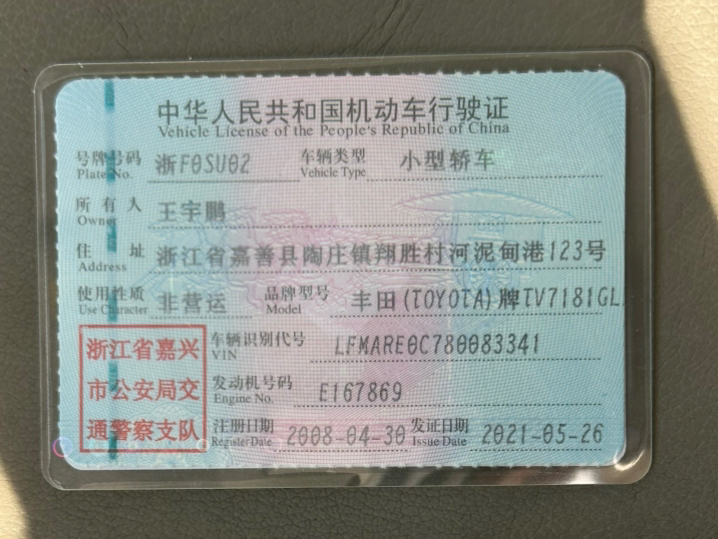 中华人民共和国机动车行驶证
Vehicle License of the People's Republic of China
号牌号码 浙F0SU02 车辆类型 小型轿车
Plate No. Vehicle Type
所有人 王宇鹏
Owner
住址 浙江省嘉善县陶庄镇翔胜村河泥甸港123号
Address
使用性质 非营运 品牌型号 丰田(TOYOTA)牌TV7181GL
Use Character Model
浙江省嘉兴
市公安局交
通警察支队
车辆识别代号 LFMARE0C780083341
VIN
发动机号码 E167869
Engine No.
注册日期 2008-04-30 发证日期 2021-05-26
Register Date Issue Date